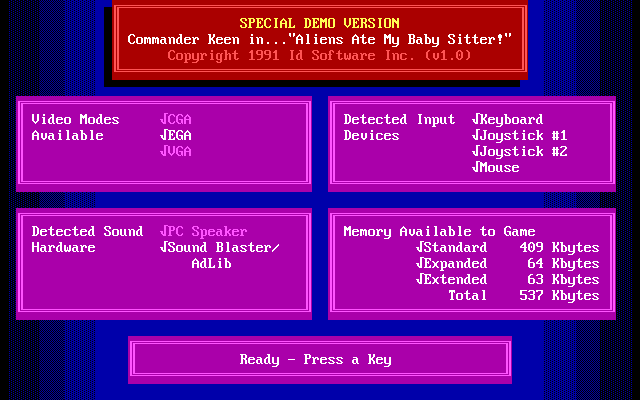 SPECIAL DEMO VERSION
Commander Keen in..."Aliens Ate My Baby Sitter!"
Copyright 1991 Id Software Inc. (v1.0)
Video Modes √CGA
Available √EGA
√VGA
Detected Input √Keyboard
Devices √Joystick #1
√Joystick #2
√Mouse
Detected Sound √PC Speaker
Hardware √Sound Blaster/
AdLib
Memory Available to Game
√Standard 409 Kbytes
√Expanded 64 Kbytes
√Extended 63 Kbytes
Total 537 Kbytes
Ready - Press a Key